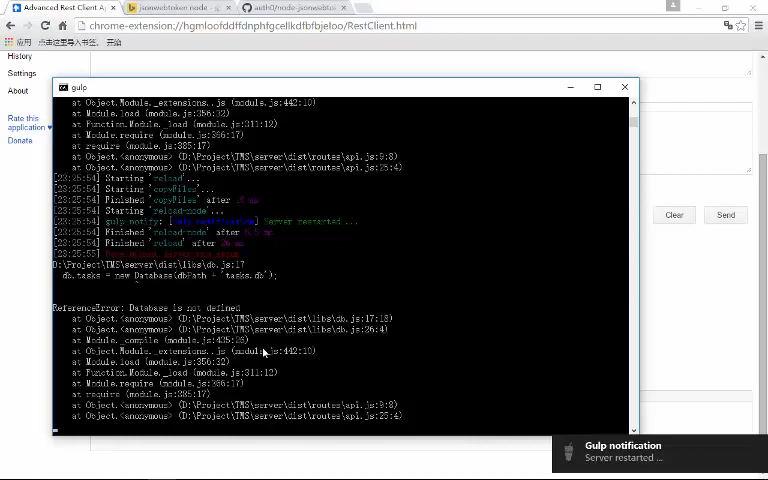 Advanced Rest Client Ap
jsonwebtoken node - g
auth0/node-jsonwebtok
chrome-extension://hgmloofddffdnphfgcellkdfbfbjeloo/RestClient.html
应用 点击这里导入书签。 开始
History
Settings
About
Rate this
application ♥
Donate
Clear
Send
gulp
at Object.Module._extensions..js (module.js:442:10)
at Module.load (module.js:356:32)
at Function.Module._load (module.js:311:12)
at Module.require (module.js:366:17)
at require (module.js:385:17)
at Object.<anonymous> (D:\Project\TMS\server\dist\routes\api.js:9:8)
at Object.<anonymous> (D:\Project\TMS\server\dist\routes\api.js:25:4)
[23:25:54] Starting 'reload'...
[23:25:54] Starting 'copyFiles'...
[23:25:54] Finished 'copyFiles' after
[23:25:54] Starting 'reload-node'...
[23:25:54] gulp-notify: [Gulp notification] Server restarted ...
[23:25:54] Finished 'reload-node' after
[23:25:54] Finished 'reload' after
[23:25:55]
D:\Project\TMS\server\dist\libs\db.js:17
db.tasks = new Database(dbPath + 'tasks.db');
^
ReferenceError: Database is not defined
at Object.<anonymous> (D:\Project\TMS\server\dist\libs\db.js:17:18)
at Object.<anonymous> (D:\Project\TMS\server\dist\libs\db.js:26:4)
at Module._compile (module.js:435:26)
at Object.Module._extensions..js (module.js:442:10)
at Module.load (module.js:356:32)
at Function.Module._load (module.js:311:12)
at Module.require (module.js:366:17)
at require (module.js:385:17)
at Object.<anonymous> (D:\Project\TMS\server\dist\routes\api.js:9:8)
at Object.<anonymous> (D:\Project\TMS\server\dist\routes\api.js:25:4)
Gulp notification
Server restarted ...